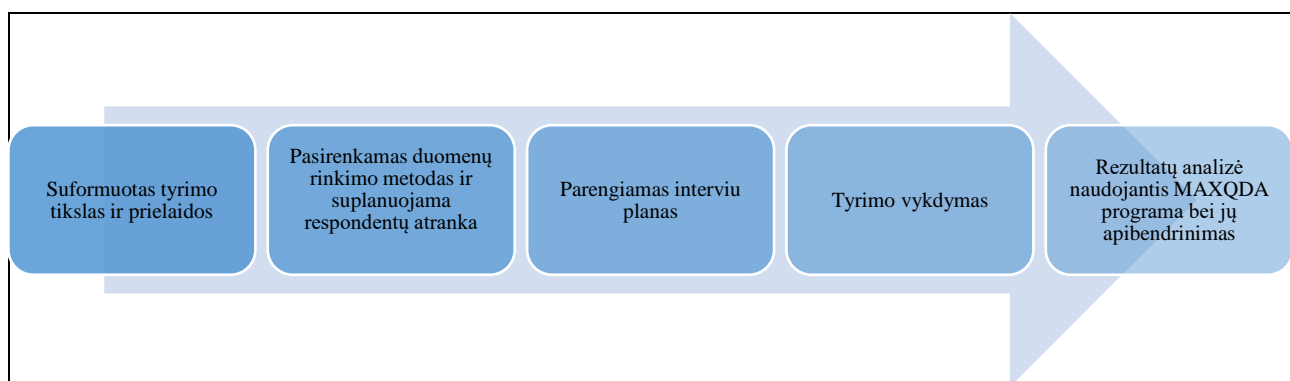 Suformuotas tyrimo
tikslas ir prielaidos
Pasirenkamas duomenų
rinkimo metodas ir
suplanuojama
respondentų atranka
Parengiamas interviu
planas
Tyrimo vykdymas
Rezultatų analizė
naudojantis MAXQDA
programa bei jų
apibendrinimas